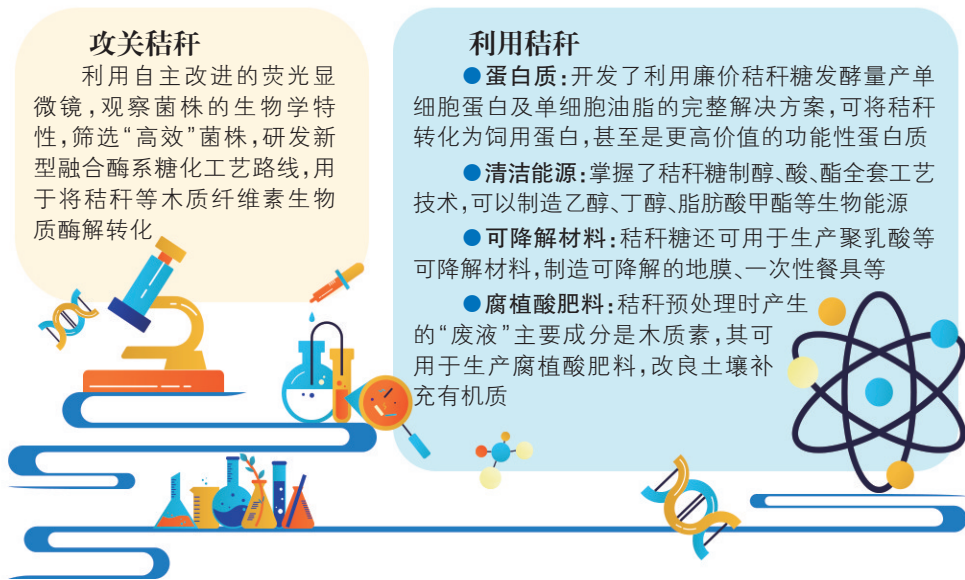 攻关秸秆
利用自主改进的荧光显
微镜,观察菌株的生物学特
性,筛选“高效”菌株,研发新
型融合酶系糖化工艺路线,用
于将秸秆等木质纤维素生物
质酶解转化
利用秸秆
●蛋白质:开发了利用廉价秸秆糖发酵量产单
细胞蛋白及单细胞油脂的完整解决方案,可将秸秆
转化为饲用蛋白,甚至是更高价值的功能性蛋白质
●清洁能源:掌握了秸秆糖制醇、酸、酯全套工艺
技术,可以制造乙醇、丁醇、脂肪酸甲酯等生物能源
●可降解材料:秸秆糖还可用于生产聚乳酸等
可降解材料,制造可降解的地膜、一次性餐具等
●腐植酸肥料:秸秆预处理时产生
的“废液”主要成分是木质素,其可
用于生产腐植酸肥料,改良土壤补
充有机质